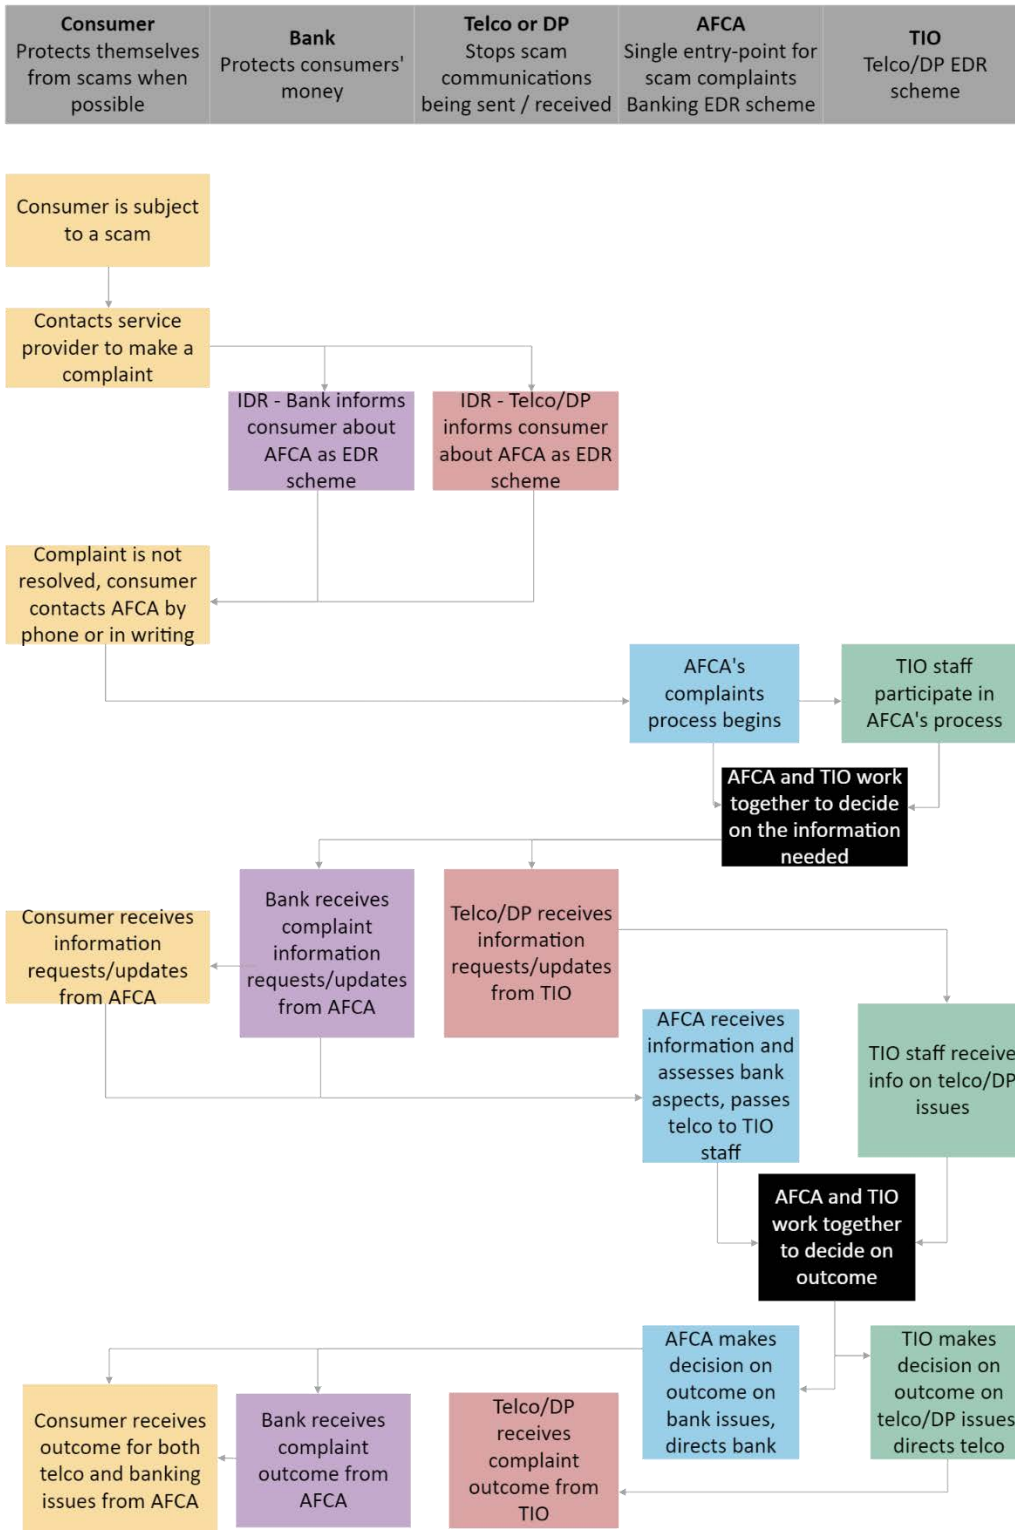 Consumer
Protects themselves
from scams when
possible
Bank
Protects consumers'
money
Telco or DP
Stops scam
communications
being sent / received
AFCA
Single entry-point for
scam complaints
Banking EDR scheme
TIO
Telco/DP EDR
scheme
Consumer is subject
to a scam
Contacts service
provider to make a
complaint
IDR - Bank informs
consumer about
AFCA as EDR
scheme
IDR - Telco/DP
informs consumer
about AFCA as EDR
scheme
Complaint is not
resolved, consumer
contacts AFCA by
phone or in writing
AFCA's
complaints
process begins
TIO staff
participate in
AFCA's process
AFCA and TIO work
together to decide
on the information
needed
Consumer receives
information
requests/updates
from AFCA
Bank receives
complaint
information
requests/updates
from AFCA
Telco/DP receives
information
requests/updates
from TIO
AFCA receives
information and
assesses bank
aspects, passes
telco to TIO
staff
TIO staff receive
info on telco/DP
issues
AFCA and TIO
work together
to decide on
outcome
AFCA makes
decision on
outcome on
bank issues,
directs bank
TIO makes
decision on
outcome on
telco/DP issues,
directs telco
Consumer receives
outcome for both
telco and banking
issues from AFCA
Bank receives
complaint
outcome from
AFCA
Telco/DP
receives
complaint
outcome from
TIO